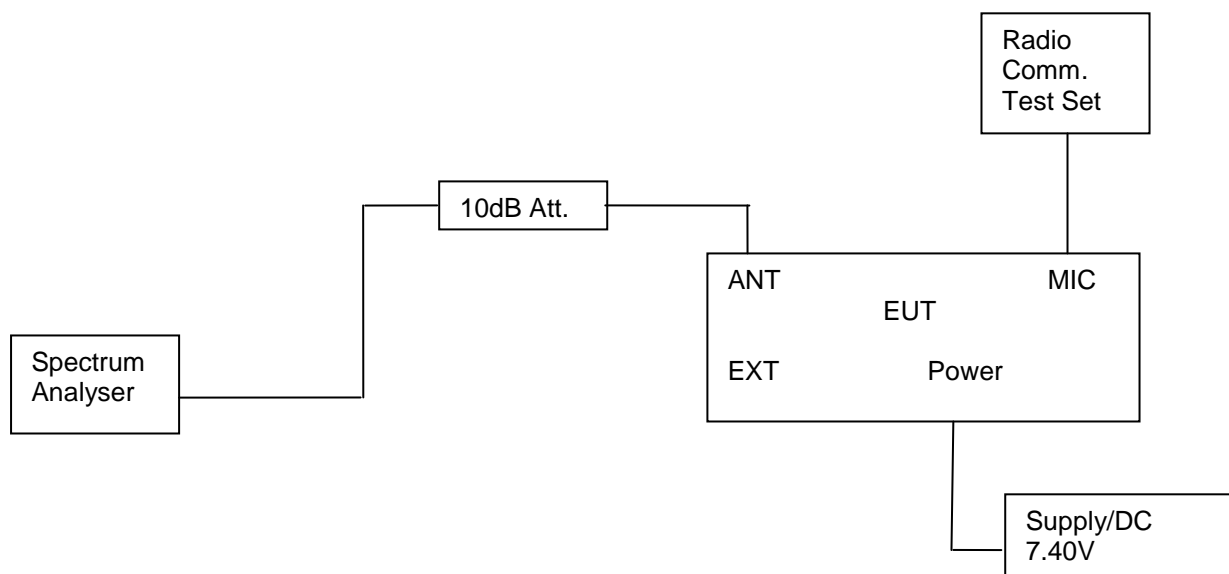 Radio
Comm.
Test Set
10dB Att.
ANT
MIC
EUT
Spectrum
Analyser
EXT
Power
Supply/DC
7.40V